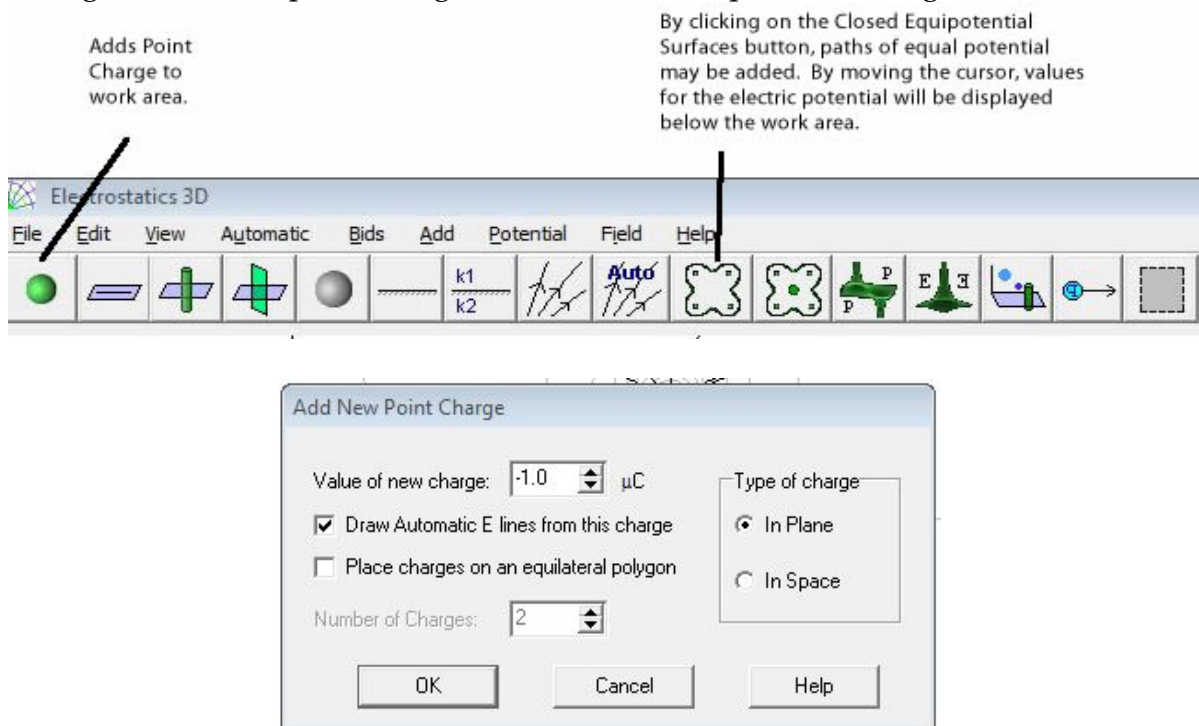 By clicking on the Closed Equipotential
Surfaces button, paths of equal potential
may be added. By moving the cursor, values
for the electric potential will be displayed
below the work area.
Adds Point
Charge to
work area.
Electrostatics 3D
File Edit View Automatic Bids Add Potential Field Help
k1 Auto P E E q
k2 P
Add New Point Charge
Value of new charge: -1.0 µC
Type of charge
Draw Automatic E lines from this charge
In Plane
Place charges on an equilateral polygon
In Space
Number of Charges: 2
OK Cancel Help